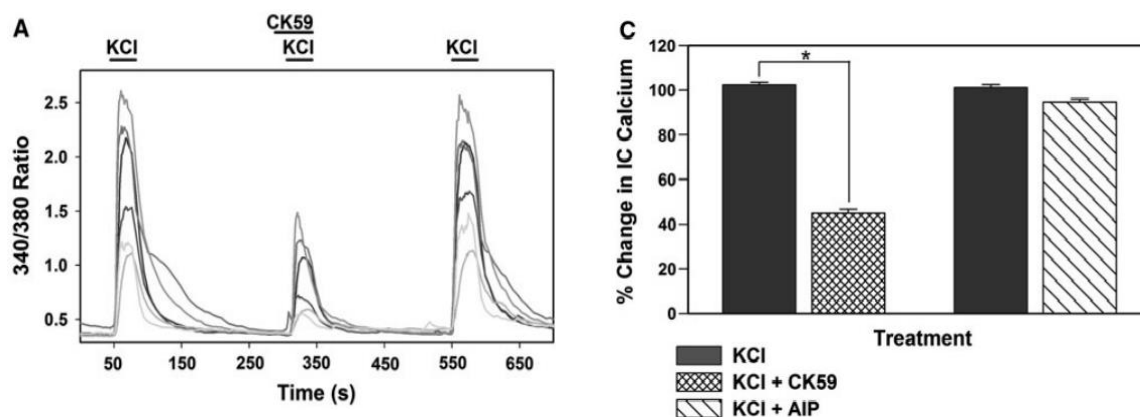 A
CK59
KCl
KCl
KCl
2.5
2.0
1.5
1.0
0.5
340/380 Ratio
50
150
250
350
450
550
650
Time (s)
C
120
100
80
60
40
20
0
% Change in IC Calcium
*
Treatment
KCl
KCl + CK59
KCl + AIP